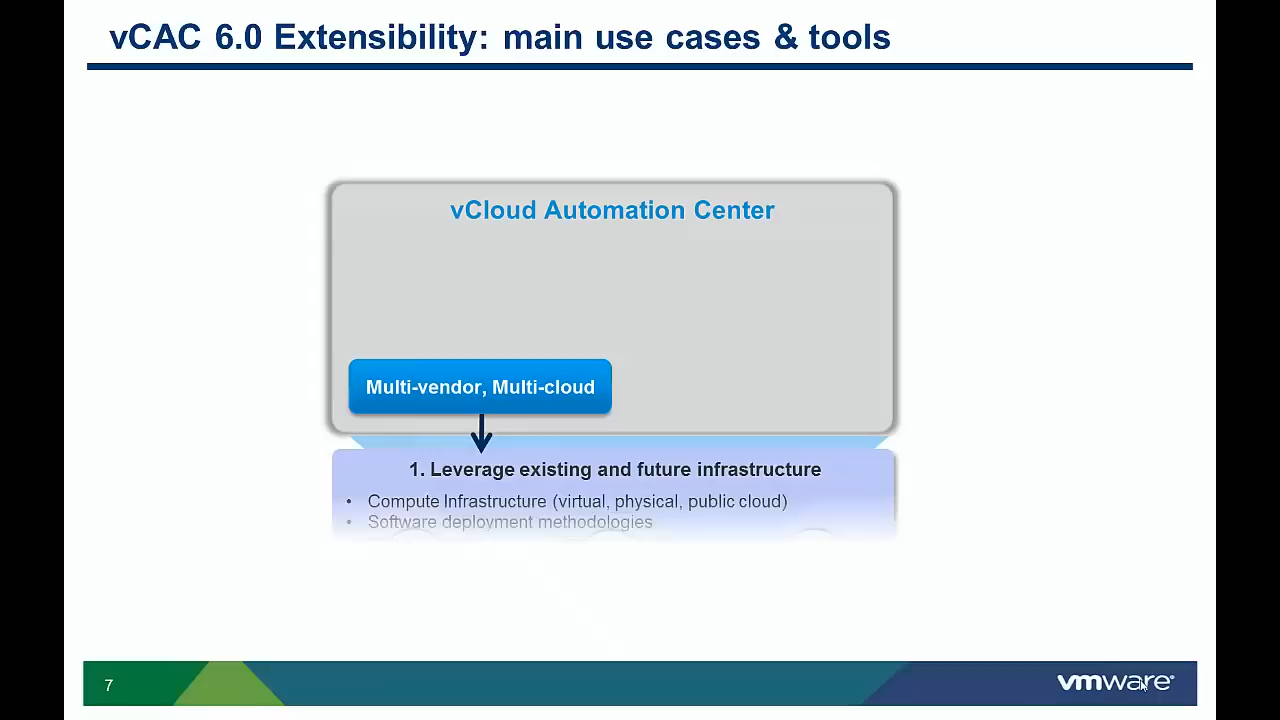 vCAC 6.0 Extensibility: main use cases & tools
vCloud Automation Center
Multi-vendor, Multi-cloud
1. Leverage existing and future infrastructure
• Compute Infrastructure (virtual, physical, public cloud)
• Software deployment methodologies
7
vmware®